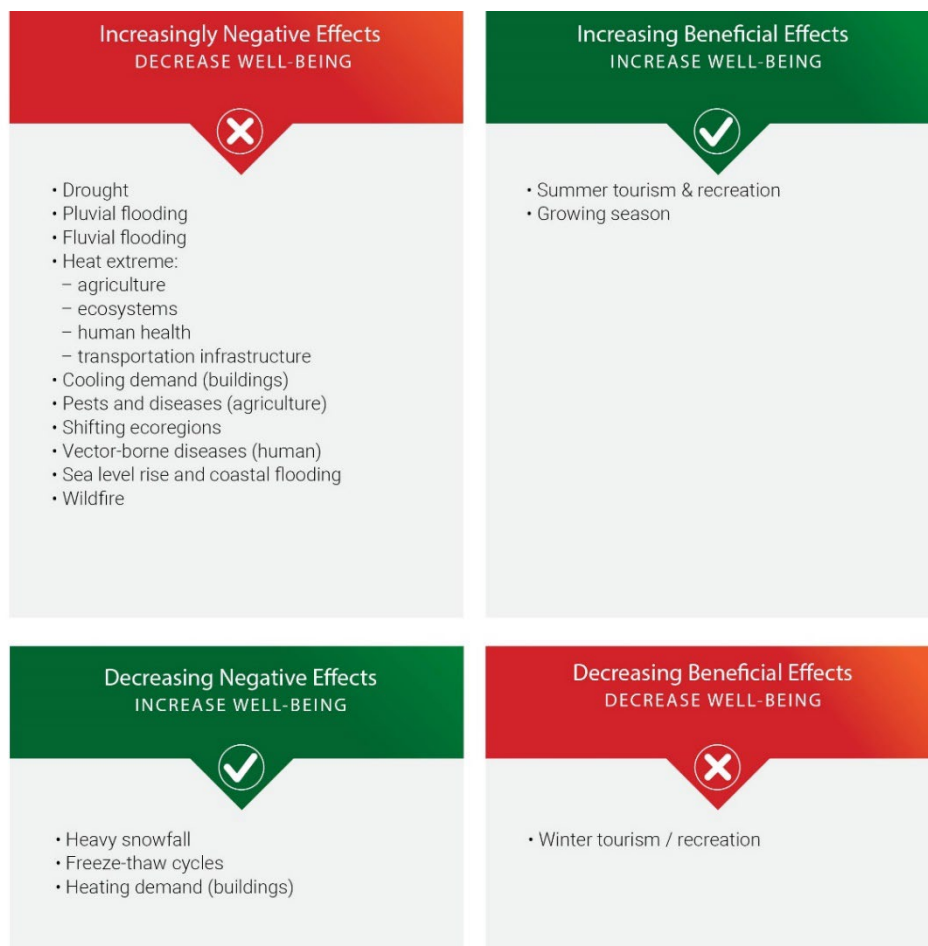 Increasingly Negative Effects
DECREASE WELL-BEING
• Drought
• Pluvial flooding
• Fluvial flooding
• Heat extreme:
– agriculture
– ecosystems
– human health
– transportation infrastructure
• Cooling demand (buildings)
• Pests and diseases (agriculture)
• Shifting ecoregions
• Vector-borne diseases (human)
• Sea level rise and coastal flooding
• Wildfire
Increasing Beneficial Effects
INCREASE WELL-BEING
• Summer tourism & recreation
• Growing season
Decreasing Negative Effects
INCREASE WELL-BEING
• Heavy snowfall
• Freeze-thaw cycles
• Heating demand (buildings)
Decreasing Beneficial Effects
DECREASE WELL-BEING
• Winter tourism / recreation